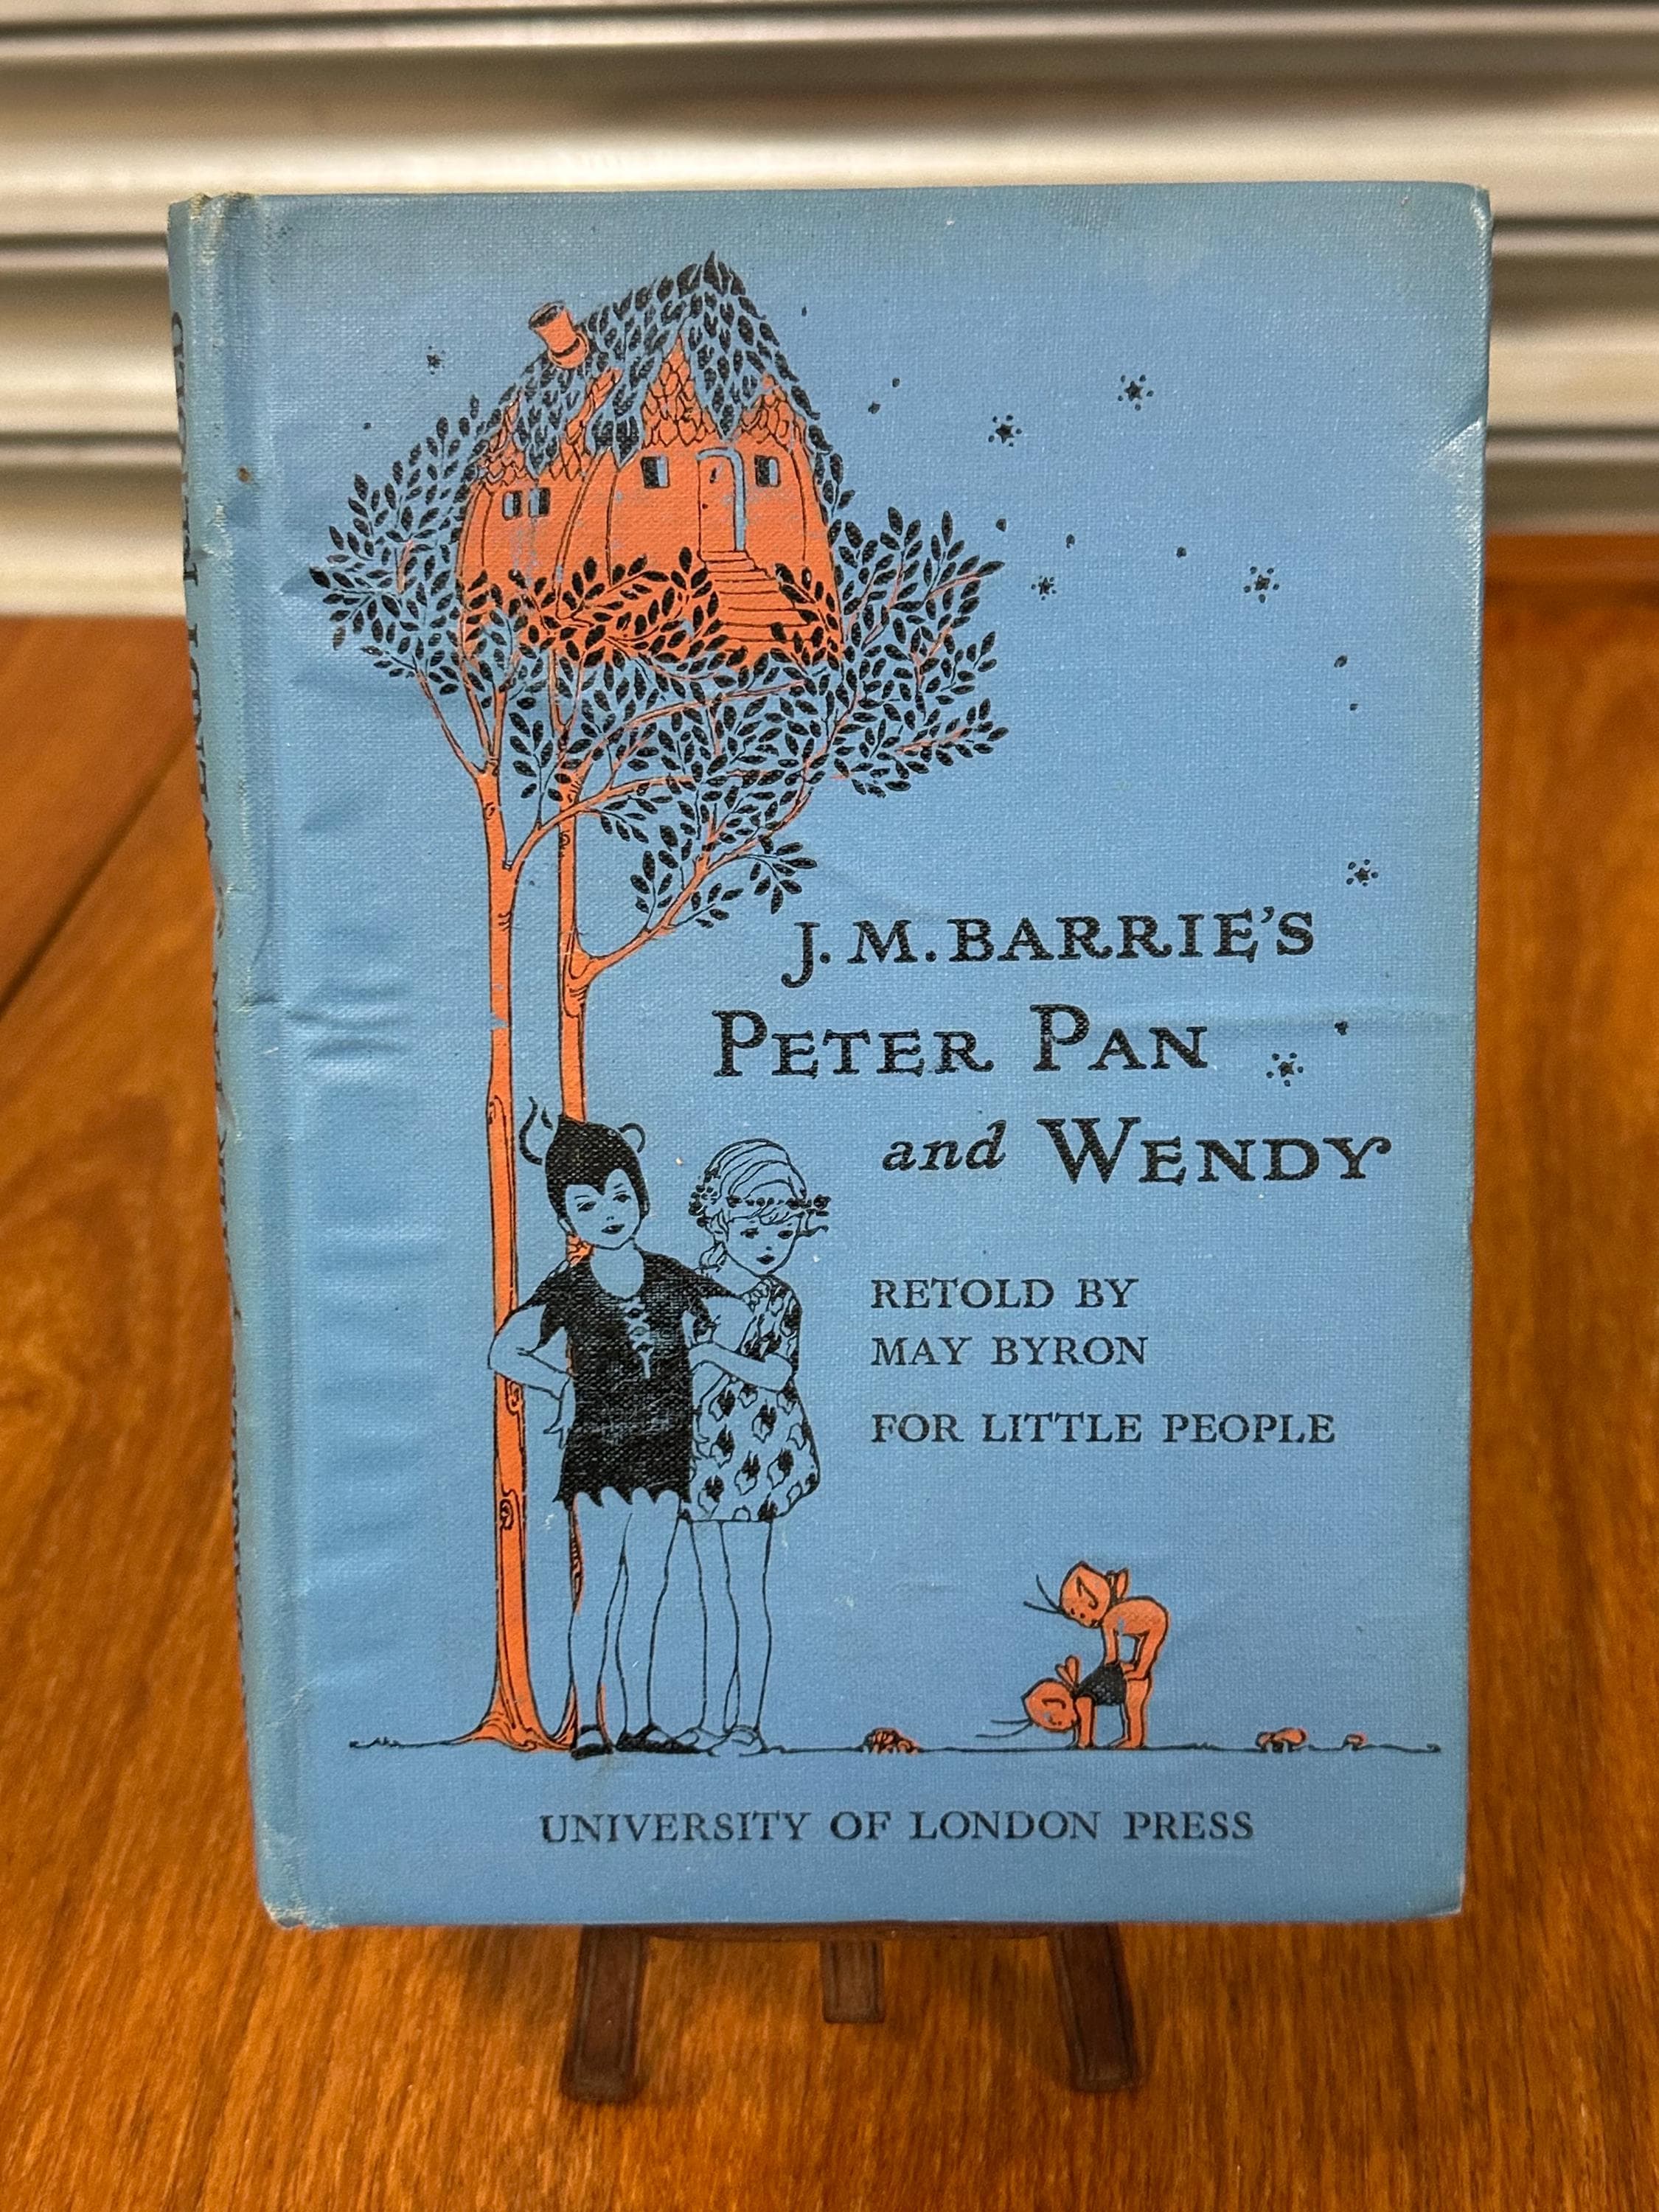 J. M. BARRIE'S
PETER PAN
and WENDY
RETOLD BY
MAY BYRON
FOR LITTLE PEOPLE
UNIVERSITY OF LONDON PRESS